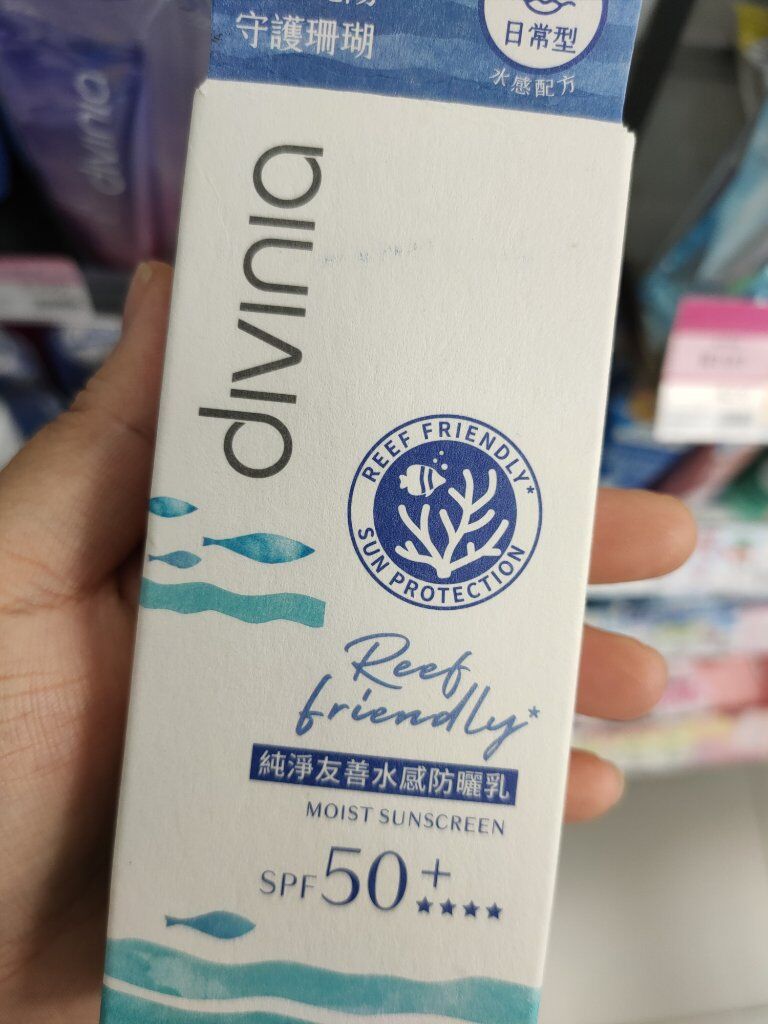 守護珊瑚
日常型
水感配方
divinia
divinia
REEF FRIENDLY*
SUN PROTECTION
Reef
friendly*
純淨友善水感防曬乳
MOIST SUNSCREEN
SPF50+
★★★★